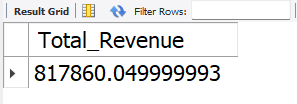 Result Grid Filter Rows:
Total_Revenue
817860.049999993